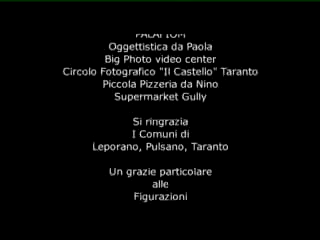 Oggettistica da Paola
Big Photo video center
Circolo Fotografico "Il Castello" Taranto
Piccola Pizzeria da Nino
Supermarket Gully
Si ringrazia
I Comuni di
Leporano, Pulsano, Taranto
Un grazie particolare
alle
Figurazioni